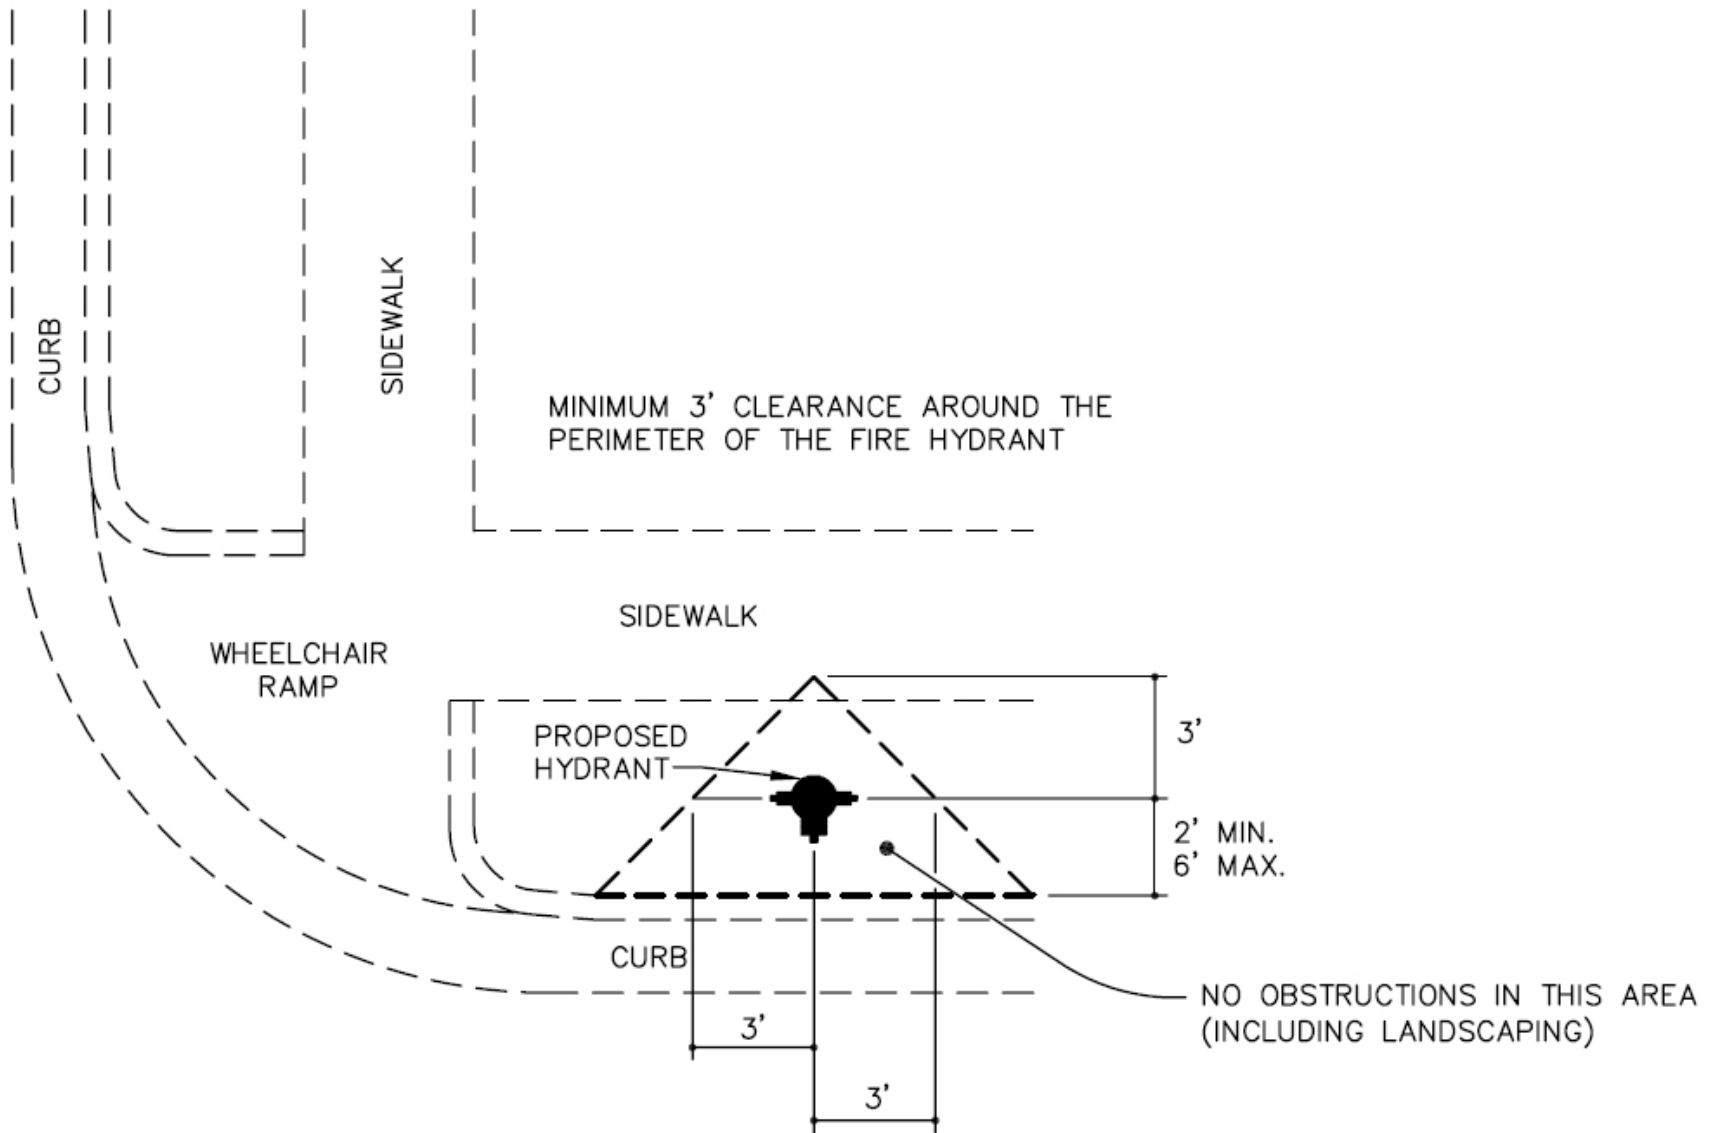 CURB
SIDEWALK
MINIMUM 3' CLEARANCE AROUND THE
PERIMETER OF THE FIRE HYDRANT
SIDEWALK
WHEELCHAIR
RAMP
PROPOSED
HYDRANT
3'
2' MIN.
6' MAX.
CURB
NO OBSTRUCTIONS IN THIS AREA
(INCLUDING LANDSCAPING)
3'
3'